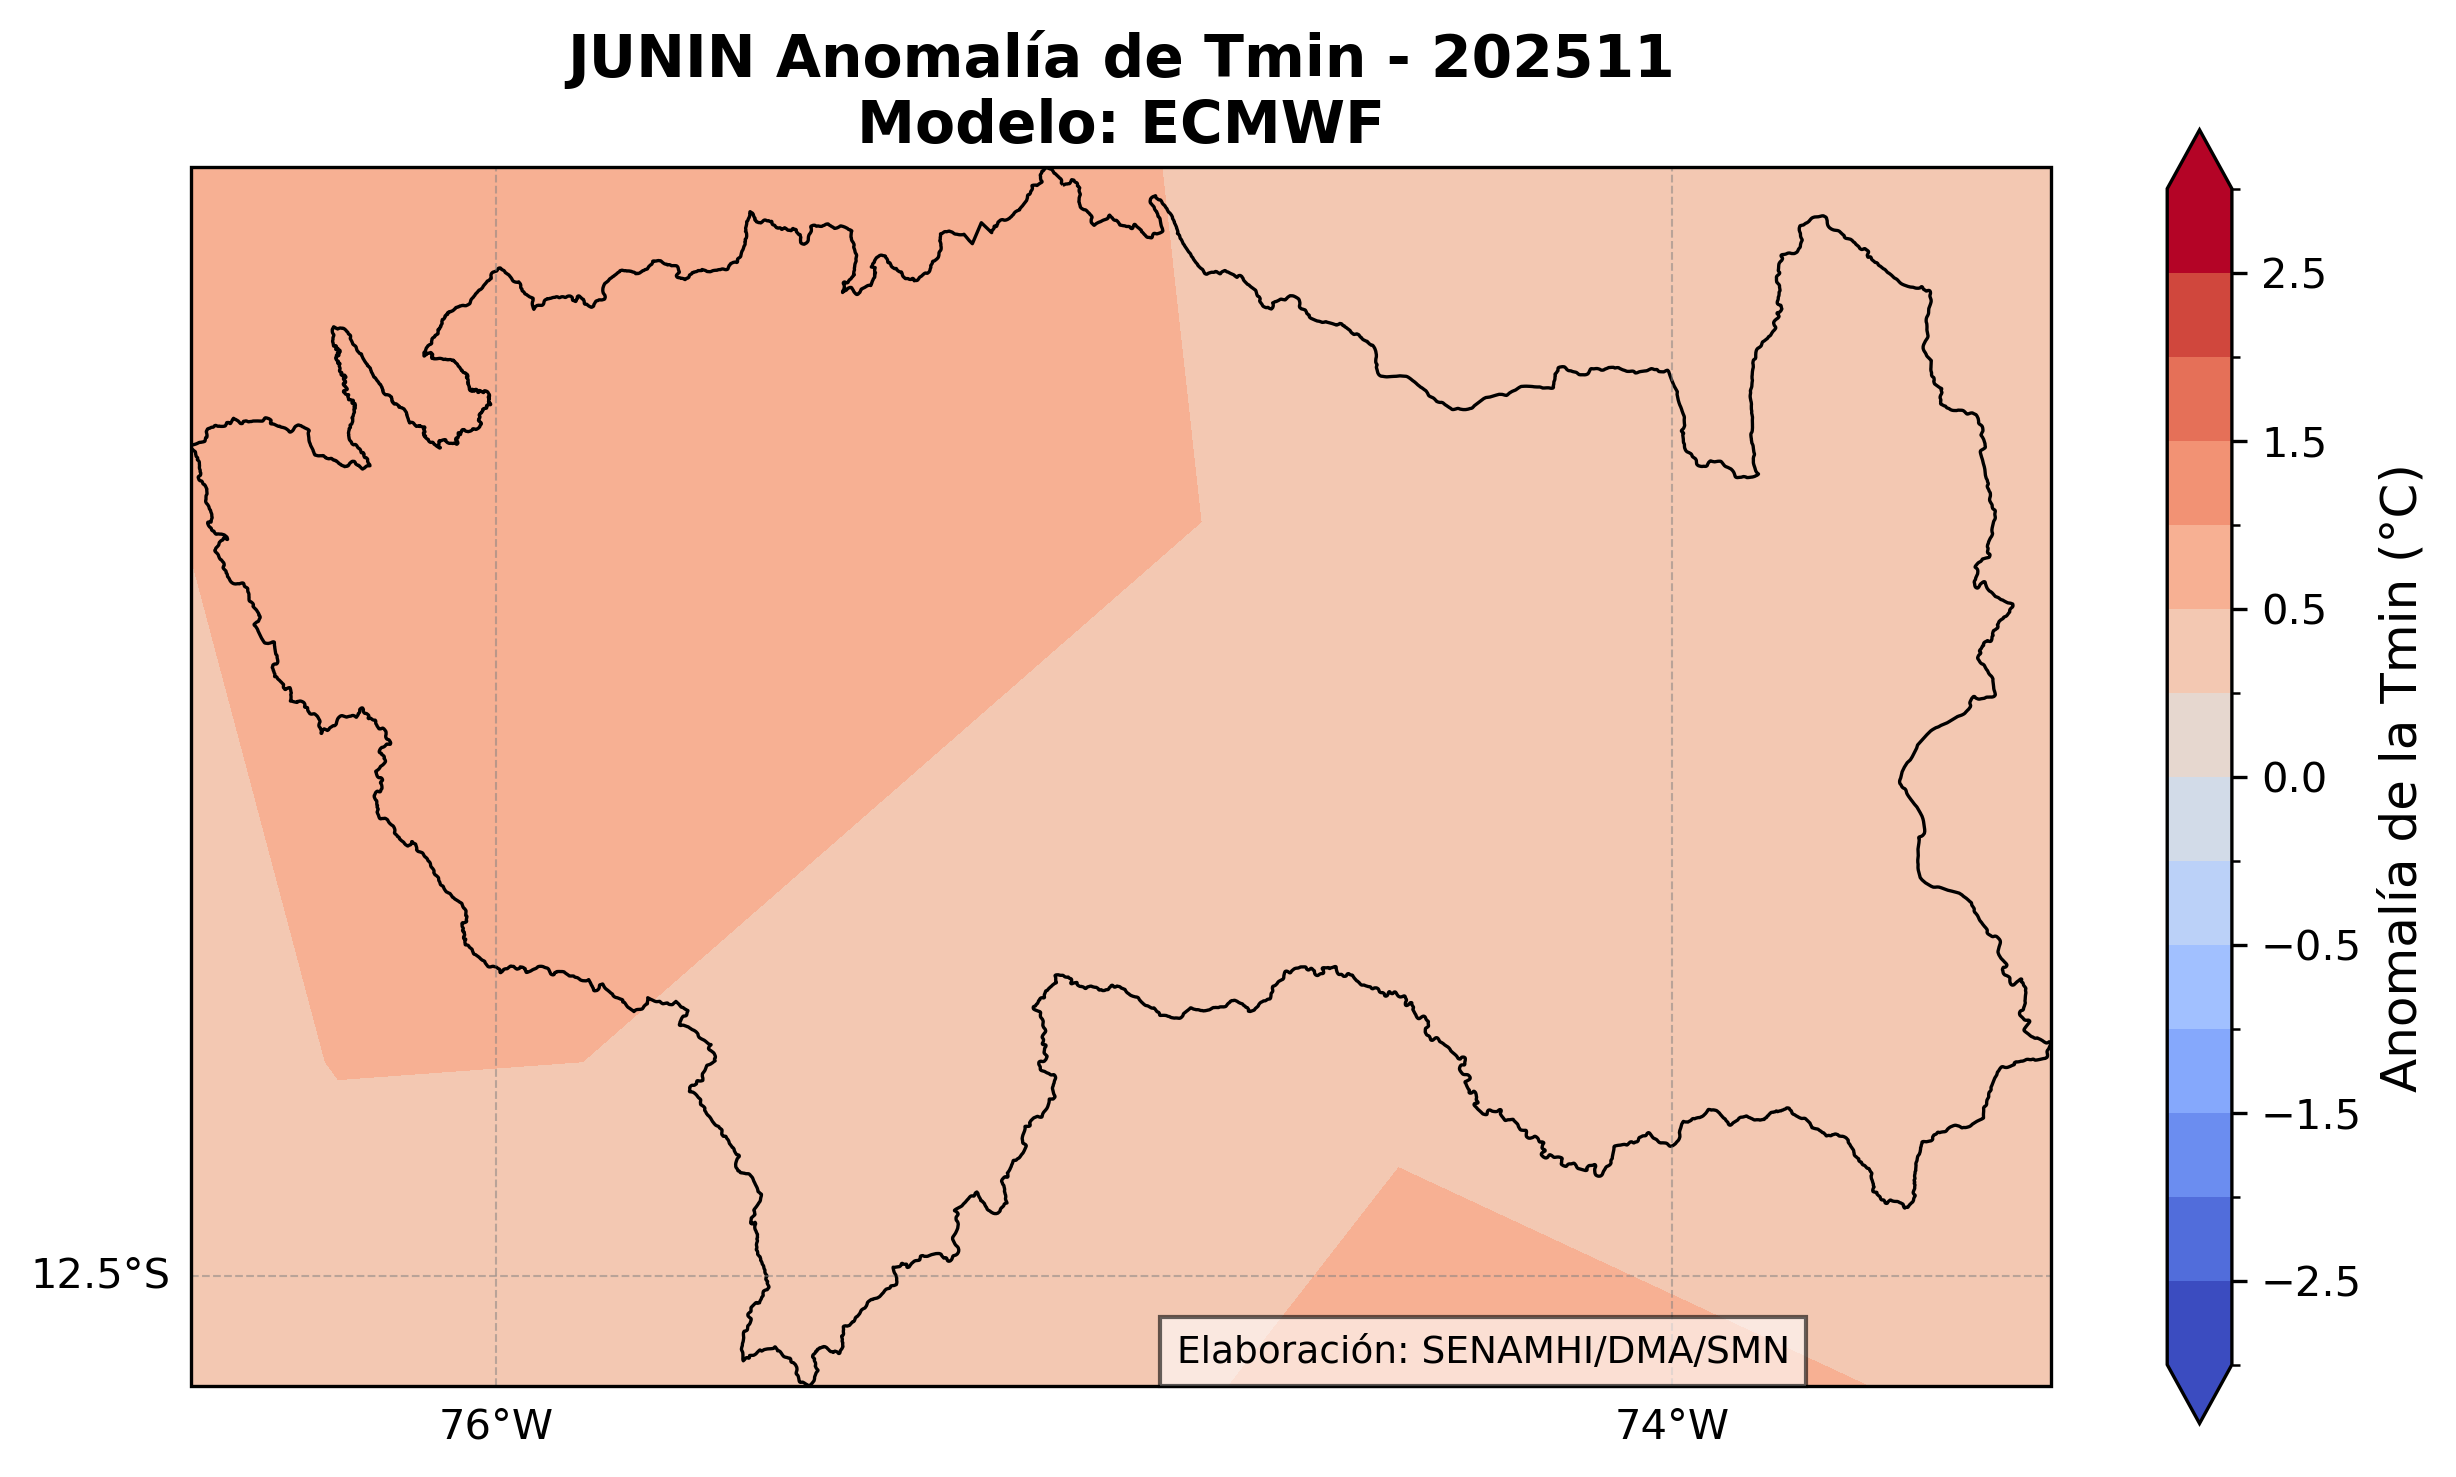 JUNIN Anomalía de Tmin - 202511
Modelo: ECMWF
2.5
1.5
0.5
0.0
−0.5
−1.5
−2.5
Anomalía de la Tmin (°C)
12.5°S
Elaboración: SENAMHI/DMA/SMN
76°W
74°W